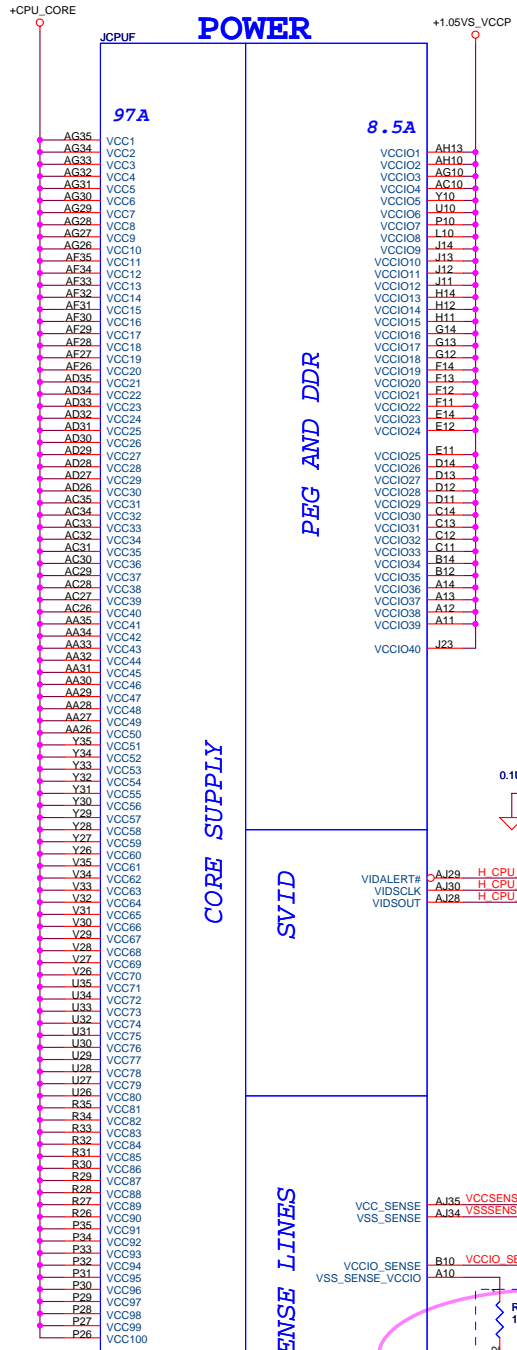 +CPU_CORE
POWER
+1.05VS_VCCP
JCPUF
97A
8.5A
AG35 VCC1
AG34 VCC2
AG33 VCC3
AG32 VCC4
AG31 VCC5
AG30 VCC6
AG29 VCC7
AG28 VCC8
AG27 VCC9
AG26 VCC10
AF35 VCC11
AF34 VCC12
AF33 VCC13
AF32 VCC14
AF31 VCC15
AF30 VCC16
AF29 VCC17
AF28 VCC18
AF27 VCC19
AF26 VCC20
AD35 VCC21
AD34 VCC22
AD33 VCC23
AD32 VCC24
AD31 VCC25
AD30 VCC26
AD29 VCC27
AD28 VCC28
AD27 VCC29
AD26 VCC30
AC35 VCC31
AC34 VCC32
AC33 VCC33
AC32 VCC34
AC31 VCC35
AC30 VCC36
AC29 VCC37
AC28 VCC38
AC27 VCC39
AC26 VCC40
AA35 VCC41
AA34 VCC42
AA33 VCC43
AA32 VCC44
AA31 VCC45
AA30 VCC46
AA29 VCC47
AA28 VCC48
AA27 VCC49
AA26 VCC50
Y35 VCC51
Y34 VCC52
Y33 VCC53
Y32 VCC54
Y31 VCC55
Y30 VCC56
Y29 VCC57
Y28 VCC58
Y27 VCC59
Y26 VCC60
V35 VCC61
V34 VCC62
V33 VCC63
V32 VCC64
V31 VCC65
V30 VCC66
V29 VCC67
V28 VCC68
V27 VCC69
V26 VCC70
U35 VCC71
U34 VCC72
U33 VCC73
U32 VCC74
U31 VCC75
U30 VCC76
U29 VCC77
U28 VCC78
U27 VCC79
U26 VCC80
R35 VCC81
R34 VCC82
R33 VCC83
R32 VCC84
R31 VCC85
R30 VCC86
R29 VCC87
R28 VCC88
R27 VCC89
R26 VCC90
P35 VCC91
P34 VCC92
P33 VCC93
P32 VCC94
P31 VCC95
P30 VCC96
P29 VCC97
P28 VCC98
P27 VCC99
P26 VCC100
CORE SUPPLY
PEG AND DDR
VCCIO1 AH13
VCCIO2 AH10
VCCIO3 AG10
VCCIO4 AC10
VCCIO5 Y10
VCCIO6 U10
VCCIO7 P10
VCCIO8 L10
VCCIO9 J14
VCCIO10 J13
VCCIO11 J12
VCCIO12 J11
VCCIO13 H14
VCCIO14 H12
VCCIO15 H11
VCCIO16 G14
VCCIO17 G13
VCCIO18 G12
VCCIO19 F14
VCCIO20 F13
VCCIO21 F12
VCCIO22 F11
VCCIO23 E14
VCCIO24 E12
VCCIO25 E11
VCCIO26 D14
VCCIO27 D13
VCCIO28 D12
VCCIO29 D11
VCCIO30 C14
VCCIO31 C13
VCCIO32 C12
VCCIO33 C11
VCCIO34 B14
VCCIO35 B12
VCCIO36 A14
VCCIO37 A13
VCCIO38 A12
VCCIO39 A11
VCCIO40 J23
SVID
VIDALERT# AJ29 H_CPU_
VIDSCLK AJ30 H_CPU_
VIDSOUT AJ28 H_CPU_
ENSE LINES
VCC_SENSE AJ35 VCCSENS
VSS_SENSE AJ34 VSSSENS
VCCIO_SENSE B10 VCCIO_SE
VSS_SENSE_VCCIO A10
R
1